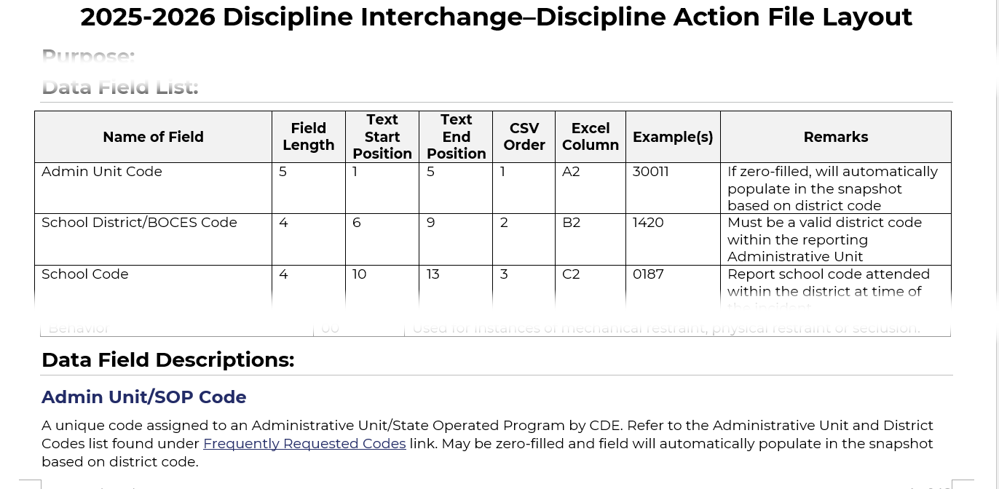 2025-2026 Discipline Interchange–Discipline Action File Layout
Purpose:
Data Field List:
Name of Field | Field Length | Text Start Position | Text End Position | CSV Order | Excel Column | Example(s) | Remarks
Admin Unit Code | 5 | 1 | 5 | 1 | A2 | 30011 | If zero-filled, will automatically
populate in the snapshot
based on district code
School District/BOCES Code | 4 | 6 | 9 | 2 | B2 | 1420 | Must be a valid district code
within the reporting
Administrative Unit
School Code | 4 | 10 | 13 | 3 | C2 | 0187 | Report school code attended
within the district at time of
the incident
Behavior | 00 | Used for instances of mechanical restraint, physical restraint or seclusion.
Data Field Descriptions:
Admin Unit/SOP Code
A unique code assigned to an Administrative Unit/State Operated Program by CDE. Refer to the Administrative Unit and District
Codes list found under Frequently Requested Codes link. May be zero-filled and field will automatically populate in the snapshot
based on district code.